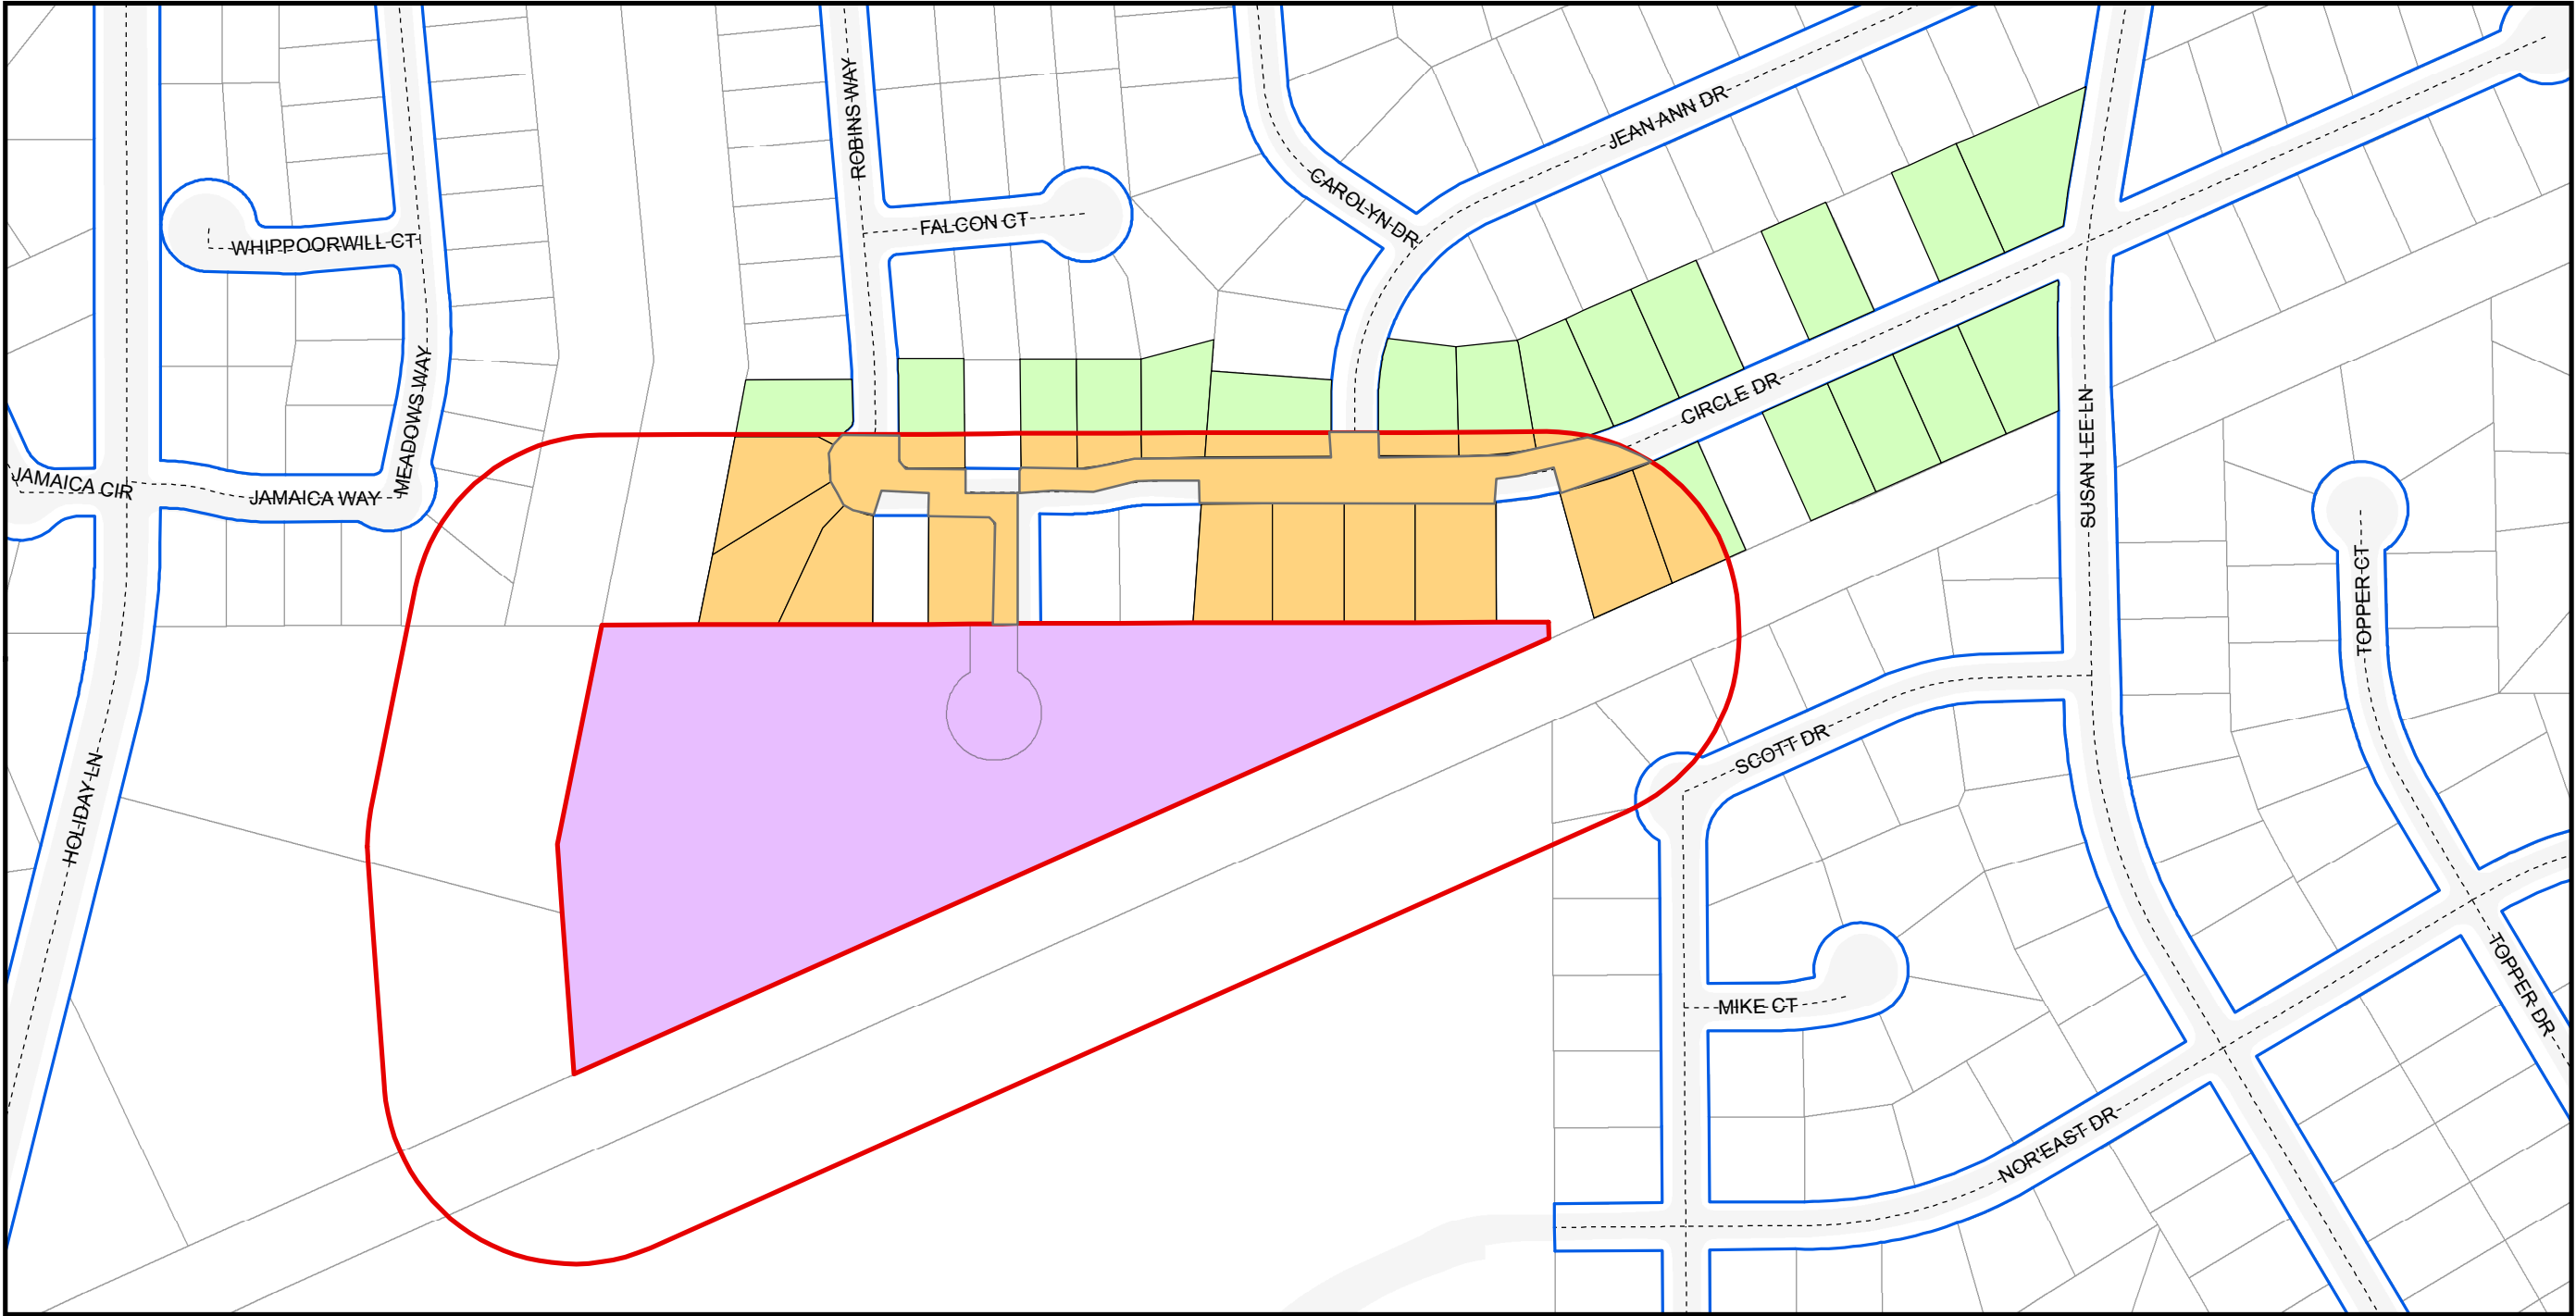 JEAN ANN DR
ROBINS WAY
CAROLYN DR
FALCON CT
WHIPPOORWILL CT
CIRCLE DR
MEADOWS WAY
SUSAN LEE LN
JAMAICA CIR
JAMAICA WAY
TOPPER CT
SCOTT DR
HOLIDAY LN
TOPPER DR
MIKE CT
NOR'EAST DR